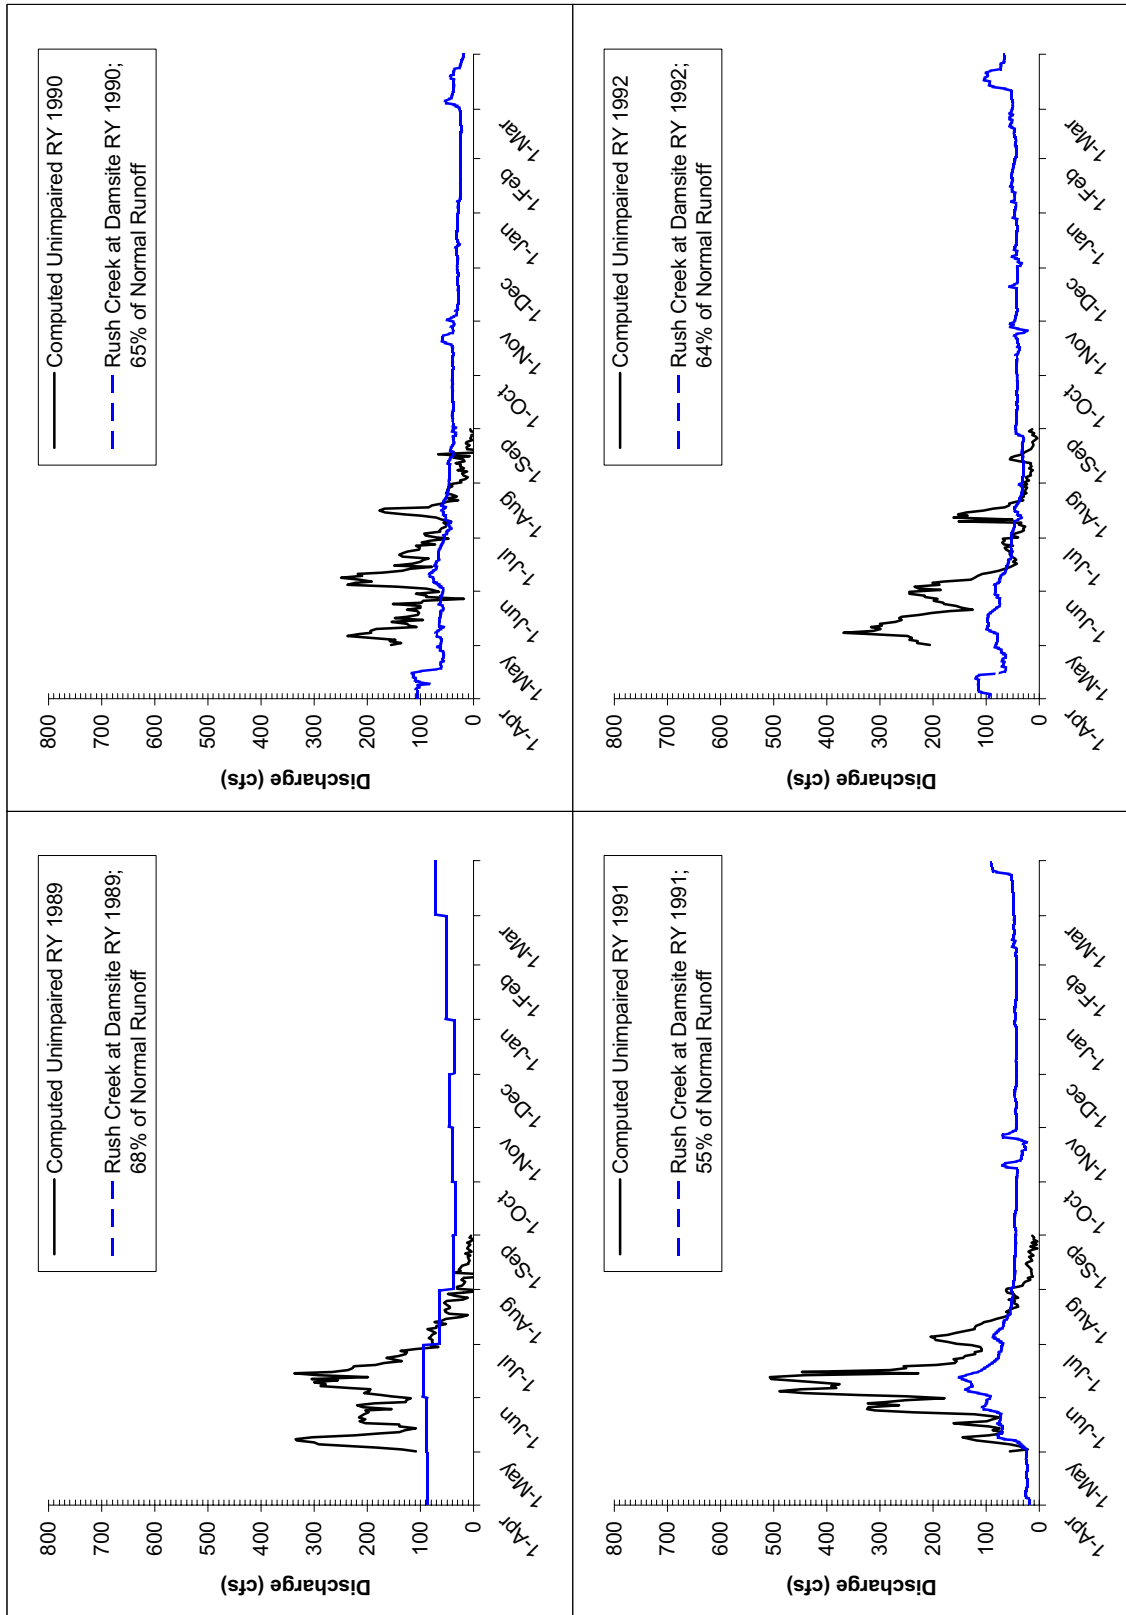 Computed Unimpaired RY 1989
Rush Creek at Damsite RY 1989;
68% of Normal Runoff
Discharge (cfs)
800
700
600
500
400
300
200
100
0
1-Apr
1-May
1-Jun
1-Jul
1-Aug
1-Sep
1-Oct
1-Nov
1-Dec
1-Jan
1-Feb
1-Mar
Computed Unimpaired RY 1990
Rush Creek at Damsite RY 1990;
65% of Normal Runoff
Discharge (cfs)
800
700
600
500
400
300
200
100
0
1-Apr
1-May
1-Jun
1-Jul
1-Aug
1-Sep
1-Oct
1-Nov
1-Dec
1-Jan
1-Feb
1-Mar
Computed Unimpaired RY 1991
Rush Creek at Damsite RY 1991;
55% of Normal Runoff
Discharge (cfs)
800
700
600
500
400
300
200
100
0
1-Apr
1-May
1-Jun
1-Jul
1-Aug
1-Sep
1-Oct
1-Nov
1-Dec
1-Jan
1-Feb
1-Mar
Computed Unimpaired RY 1992
Rush Creek at Damsite RY 1992;
64% of Normal Runoff
Discharge (cfs)
800
700
600
500
400
300
200
100
0
1-Apr
1-May
1-Jun
1-Jul
1-Aug
1-Sep
1-Oct
1-Nov
1-Dec
1-Jan
1-Feb
1-Mar